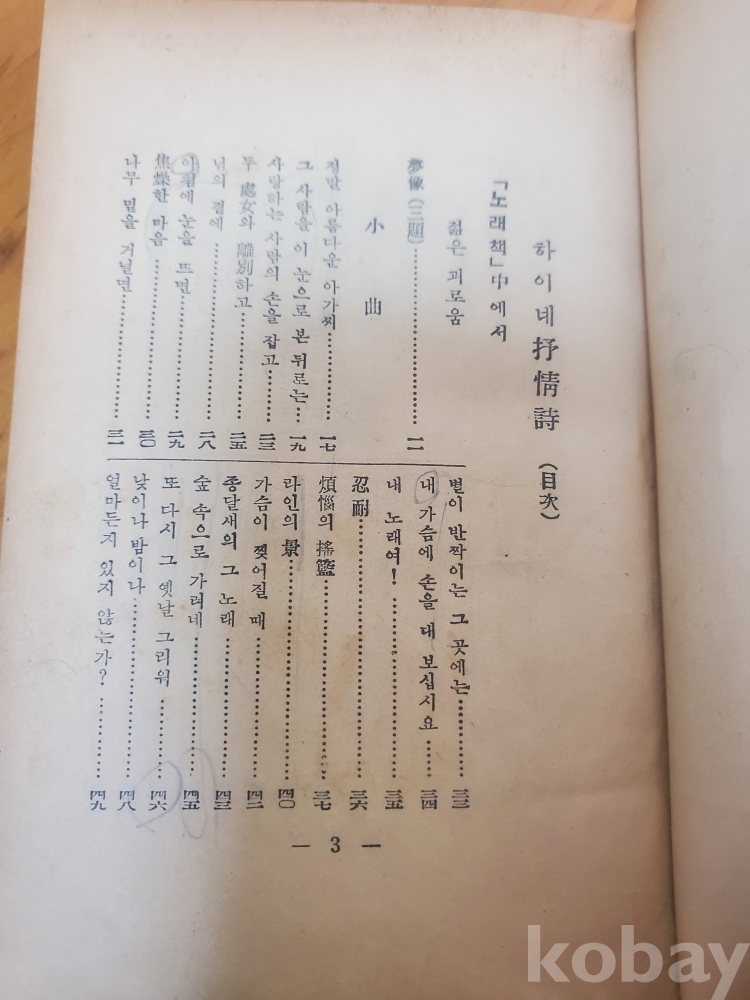 하이네抒情詩 (目次)
「노래책」中에서
젊은 괴로움
夢像(三題)……………一一
小曲
정말 아름다운 아가씨……………一七
그 사람을 이 눈으로 본 뒤로는…一九
사랑하는 사람의 손을 잡고……二三
두 處女와 離別하고……………二五
님의 곁에……………二八
아침에 눈을 뜨면……………二九
焦燥한 마음……………三〇
나무 밑을 거닐면……………三一
별이 반짝이는 그 곳에는………三三
내 가슴에 손을 대 보십시요……三四
내 노래여!……………三五
忍耐……………三六
煩惱의 搖籃……………三七
라인의 景……………四〇
가슴이 찢어질 때……………四二
종달새의 그 노래……………四三
숲 속으로 가려네……………四五
또 다시 그 옛날 그리워…………四六
낮이나 밤이나……………四八
얼마든지 있지 않는가?…………四九
— 3 —
kobay